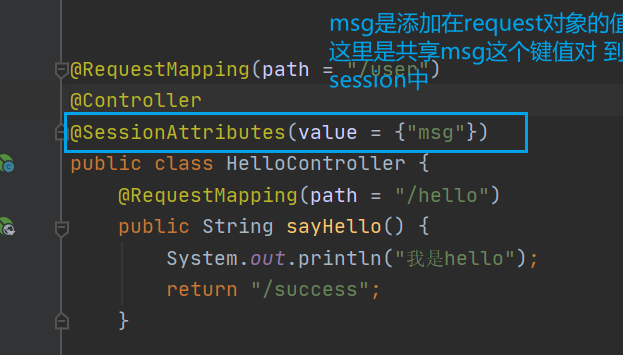 msg是添加在request对象的值
这里是共享msg这个键值对 到
session中
@RequestMapping(path = "/user")
@Controller
@SessionAttributes(value = {"msg"})
public class HelloController {
@RequestMapping(path = "/hello")
public String sayHello() {
System.out.println("我是hello");
return "/success";
}